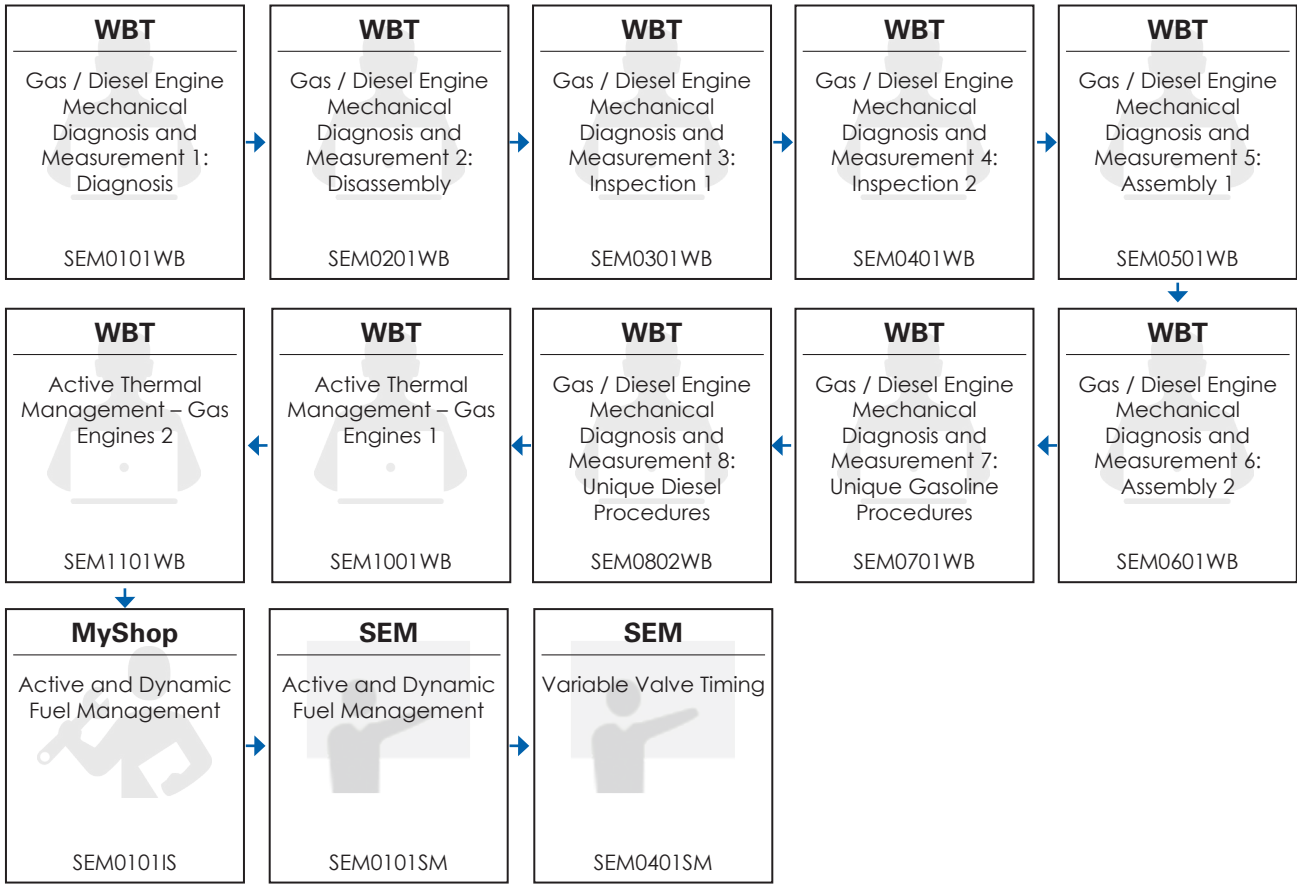 WBT
Gas / Diesel Engine
Mechanical
Diagnosis and
Measurement 1:
Diagnosis
SEM0101WB
WBT
Gas / Diesel Engine
Mechanical
Diagnosis and
Measurement 2:
Disassembly
SEM0201WB
WBT
Gas / Diesel Engine
Mechanical
Diagnosis and
Measurement 3:
Inspection 1
SEM0301WB
WBT
Gas / Diesel Engine
Mechanical
Diagnosis and
Measurement 4:
Inspection 2
SEM0401WB
WBT
Gas / Diesel Engine
Mechanical
Diagnosis and
Measurement 5:
Assembly 1
SEM0501WB
WBT
Gas / Diesel Engine
Mechanical
Diagnosis and
Measurement 6:
Assembly 2
SEM0601WB
WBT
Gas / Diesel Engine
Mechanical
Diagnosis and
Measurement 7:
Unique Gasoline
Procedures
SEM0701WB
WBT
Gas / Diesel Engine
Mechanical
Diagnosis and
Measurement 8:
Unique Diesel
Procedures
SEM0802WB
WBT
Active Thermal
Management – Gas
Engines 1
SEM1001WB
WBT
Active Thermal
Management – Gas
Engines 2
SEM1101WB
MyShop
Active and Dynamic
Fuel Management
SEM0101IS
SEM
Active and Dynamic
Fuel Management
SEM0101SM
SEM
Variable Valve Timing
SEM0401SM